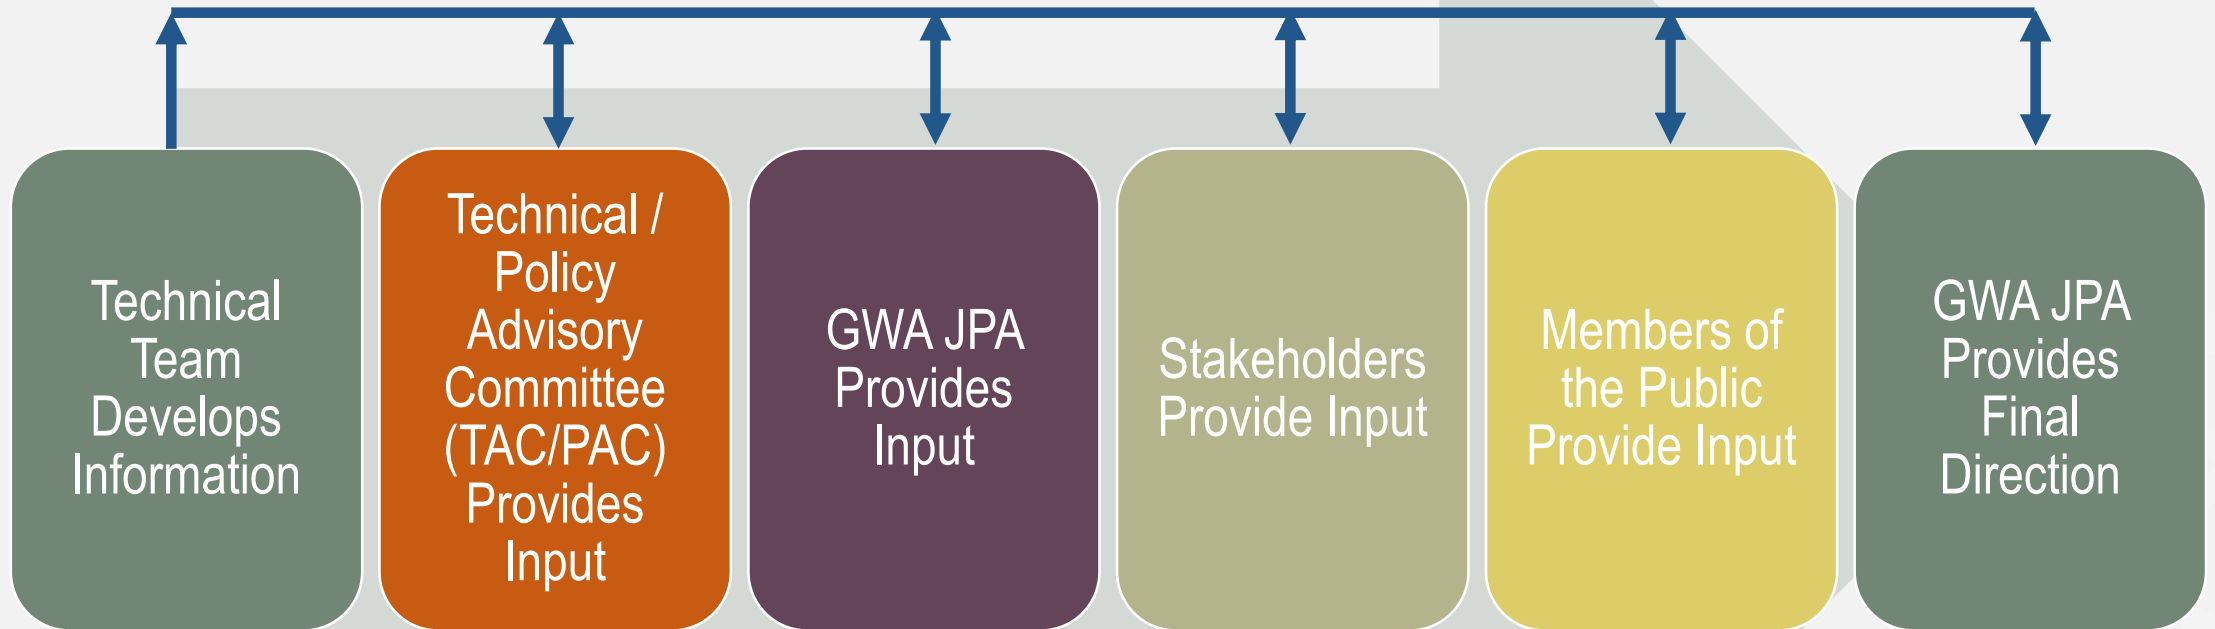 Technical
Team
Develops
Information
Technical /
Policy
Advisory
Committee
(TAC/PAC)
Provides
Input
GWA JPA
Provides
Input
Stakeholders
Provide Input
Members of
the Public
Provide Input
GWA JPA
Provides
Final
Direction